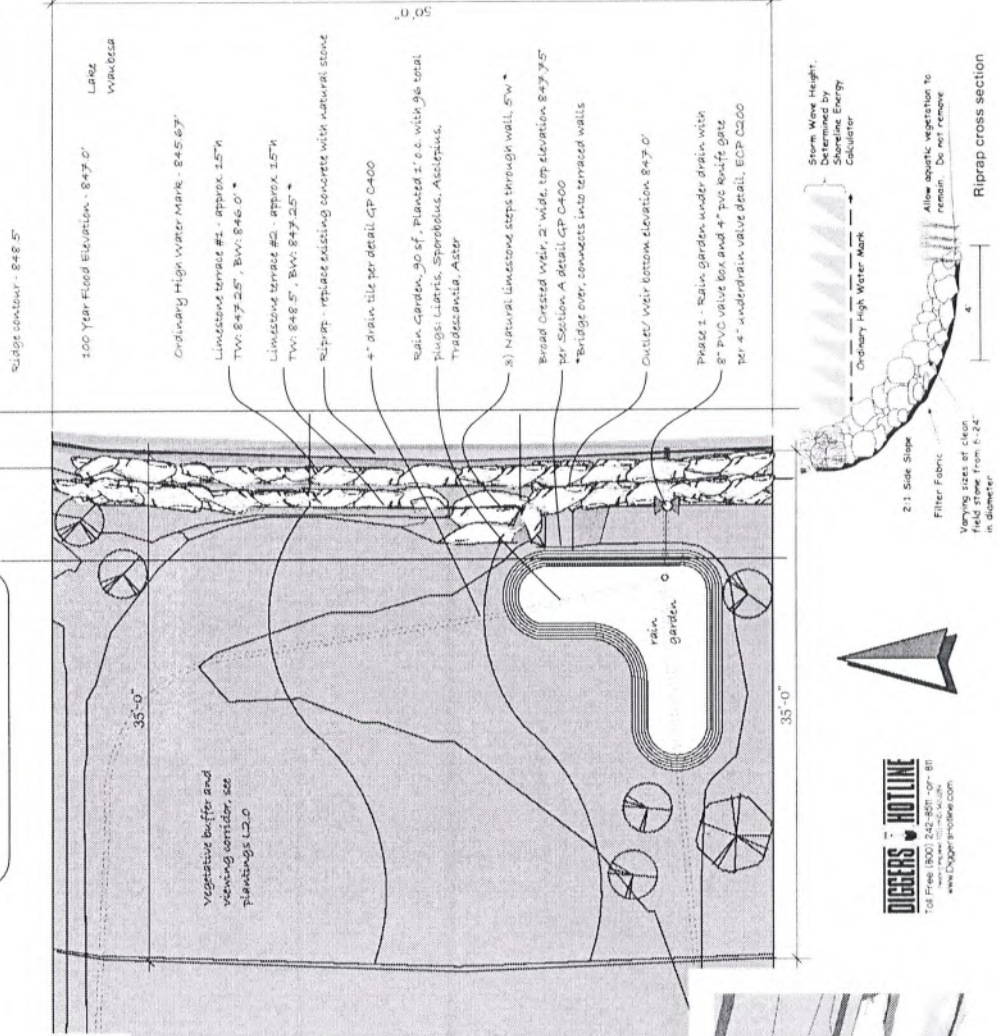 50'0"
Ridge contour - 848.5'
100 Year Flood Elevation - 847.0'
Lake
Waubesa
Ordinary High Water Mark - 845.67'
Limestone terrace #1 - approx. 15"h
TW: 847.25', BW: 846.0' *
Limestone terrace #2 - approx. 15"h
TW: 848.5', BW: 847.25' *
Riprap - replace existing concrete with natural stone
4" drain tile per detail GP C400
Rain Garden, 90 sf, Planted 1' o.c. with 96 total
plugs: Liatris, Sporobolus, Asclepius,
Tradescantia, Aster
3) Natural limestone steps through wall, 5'w *
Broad Crested Weir, 2' wide, top elevation 847.75'
per Section A detail GP C400
*Bridge over, connects into terraced walls
Outlet/ Weir bottom elevation 847.0'
Phase 1 - Rain garden under drain with
8" PVC valve box and 4" pvc knife gate
per 4" underdrain valve detail, ECP C200
35'-0"
vegetative buffer and
viewing corridor, see
plantings L2.0
rain
garden
35'-0"
DIGGERS HOTLINE
Toll Free (800) 242-8511 -or- 811
www.DiggersHotline.com
Storm Wave Height,
Determined by
Shoreline Energy
Calculator
Ordinary High Water Mark
Allow aquatic vegetation to
remain. Do not remove
2:1 Side Slope
Filter Fabric
Varying sizes of clean
field stone from 6-24"
in diameter
4'
Riprap cross section